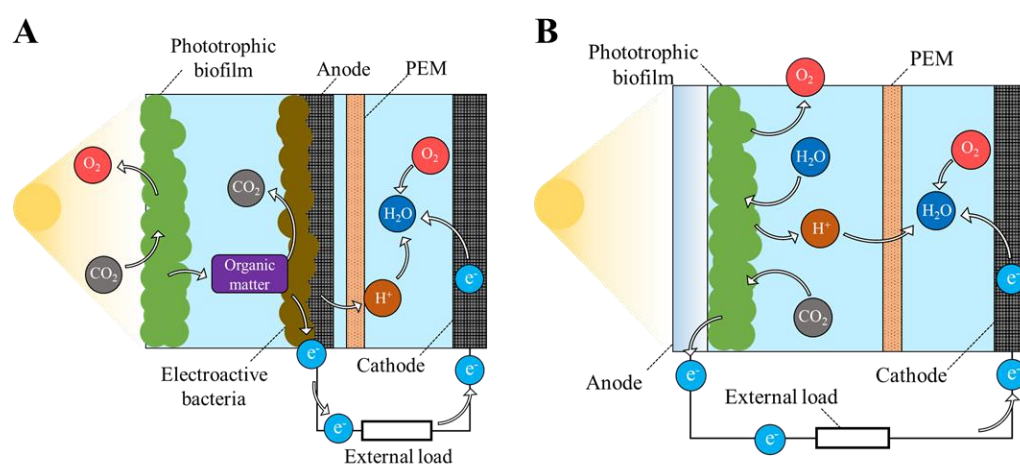 A
Phototrophic
biofilm
Anode
PEM
O₂
CO₂
CO₂
Organic
matter
O₂
H₂O
H⁺
e⁻
e⁻
e⁻
e⁻
Electroactive
bacteria
Cathode
External load
B
Phototrophic
biofilm
PEM
O₂
H₂O
H⁺
CO₂
O₂
H₂O
e⁻
e⁻
e⁻
e⁻
Anode
Cathode
External load